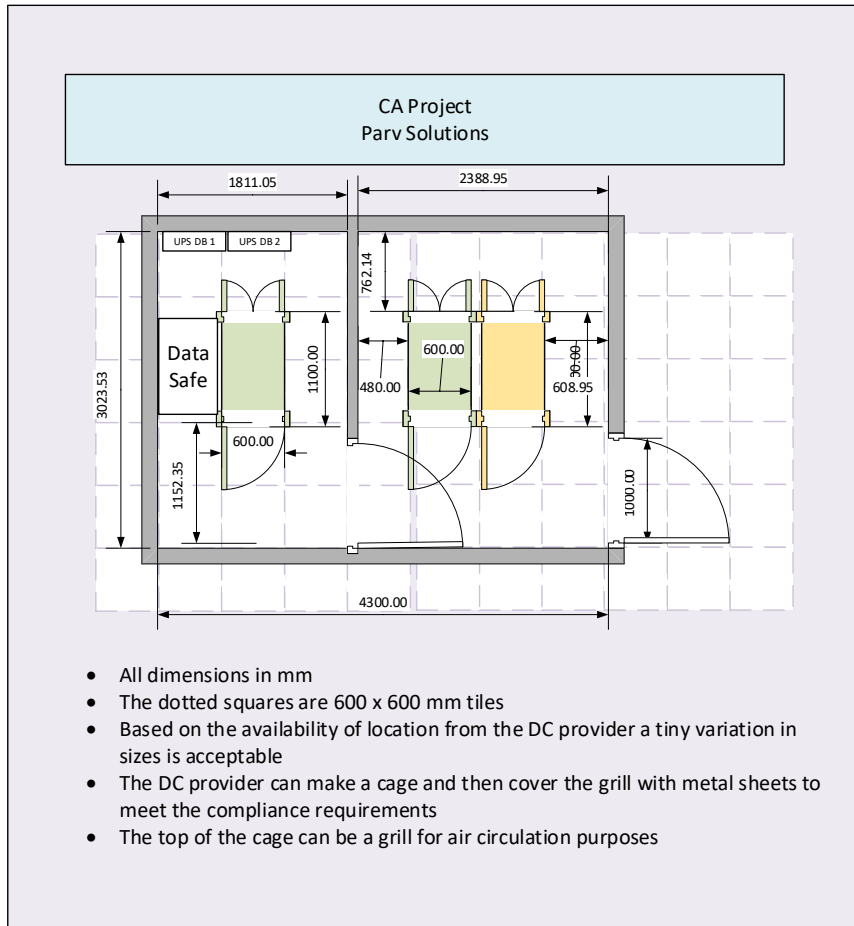 CA Project
Parv Solutions
1811.05
2388.95
UPS DB 1
UPS DB 2
762.14
Data
Safe
1100.00
600.00
480.00
608.95
3023.53
600.00
1152.35
1000.00
4300.00
• All dimensions in mm
• The dotted squares are 600 x 600 mm tiles
• Based on the availability of location from the DC provider a tiny variation in
sizes is acceptable
• The DC provider can make a cage and then cover the grill with metal sheets to
meet the compliance requirements
• The top of the cage can be a grill for air circulation purposes